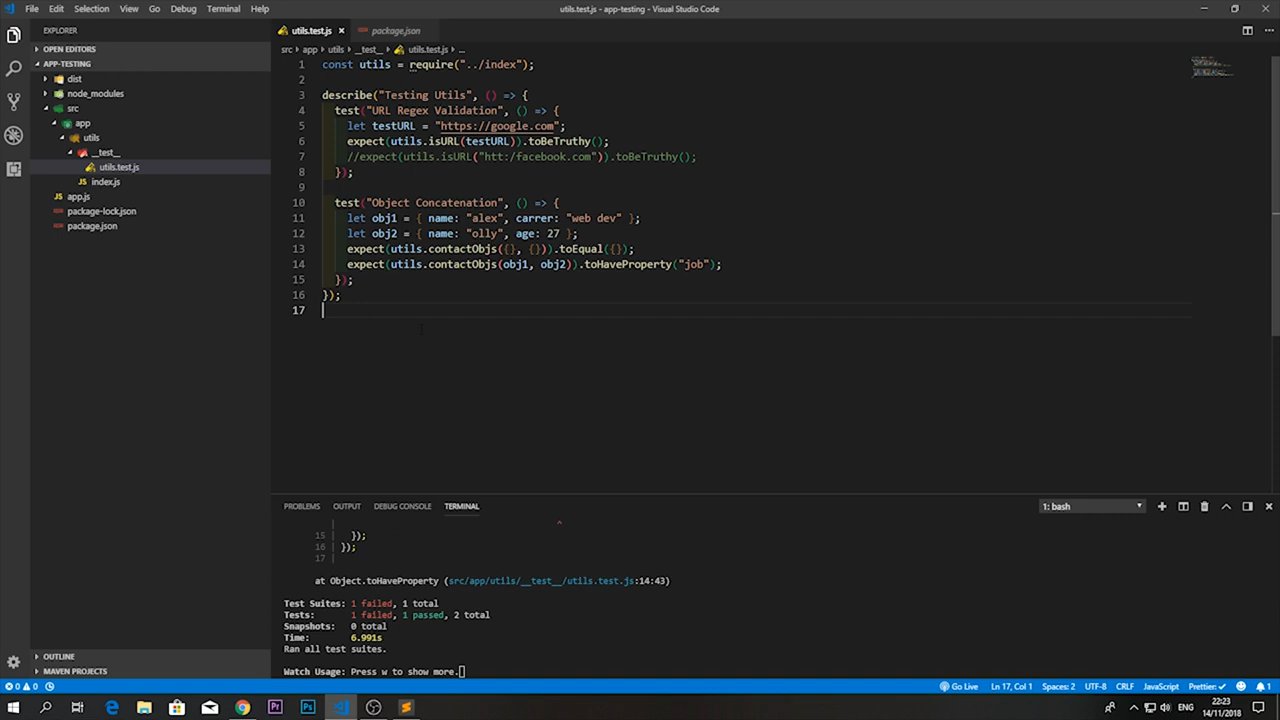 File Edit Selection View Go Debug Terminal Help
utils.test.js - app-testing - Visual Studio Code
EXPLORER
OPEN EDITORS
APP-TESTING
dist
node_modules
src
app
utils
__test__
utils.test.js
index.js
app.js
package-lock.json
package.json
OUTLINE
MAVEN PROJECTS
utils.test.js package.json
src app utils __test__ utils.test.js ...
1 const utils = require("../index");
2
3 describe("Testing Utils", () => {
4 test("URL Regex Validation", () => {
5 let testURL = "https://google.com";
6 expect(utils.isURL(testURL)).toBeTruthy();
7 //expect(utils.isURL("htt:/facebook.com")).toBeTruthy();
8 });
9
10 test("Object Concatenation", () => {
11 let obj1 = { name: "alex", carrer: "web dev" };
12 let obj2 = { name: "olly", age: 27 };
13 expect(utils.contactObjs({}, {})).toEqual({});
14 expect(utils.contactObjs(obj1, obj2)).toHaveProperty("job");
15 });
16 });
17
PROBLEMS OUTPUT DEBUG CONSOLE TERMINAL
1: bash
|
^
15 | });
16 | });
17 |
at Object.toHaveProperty (src/app/utils/__test__/utils.test.js:14:43)
Test Suites: 1 failed, 1 total
Tests: 1 failed, 1 passed, 2 total
Snapshots: 0 total
Time: 6.991s
Ran all test suites.
Watch Usage: Press w to show more.
0 0 Go Live Ln 17, Col 1 Spaces: 2 UTF-8 CRLF JavaScript Prettier: ✓ 1
Pr Ps ENG 22:23
14/11/2018